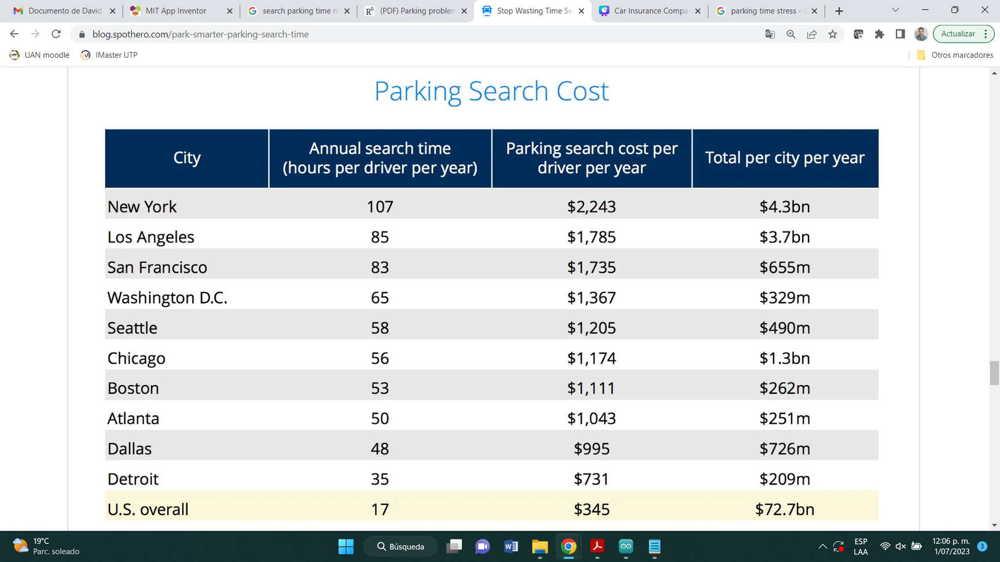 Documento de David
MIT App Inventor
search parking time m
(PDF) Parking problem
Stop Wasting Time Se
Car Insurance Compa
parking time stress -
blog.spothero.com/park-smarter-parking-search-time
Actualizar
UAN moodle
IMaster UTP
Otros marcadores
Parking Search Cost
City Annual search time (hours per driver per year) Parking search cost per driver per year Total per city per year
New York 107 $2,243 $4.3bn
Los Angeles 85 $1,785 $3.7bn
San Francisco 83 $1,735 $655m
Washington D.C. 65 $1,367 $329m
Seattle 58 $1,205 $490m
Chicago 56 $1,174 $1.3bn
Boston 53 $1,111 $262m
Atlanta 50 $1,043 $251m
Dallas 48 $995 $726m
Detroit 35 $731 $209m
U.S. overall 17 $345 $72.7bn
19°C
Parc. soleado
Búsqueda
ESP
LAA
12:06 p. m.
1/07/2023
3